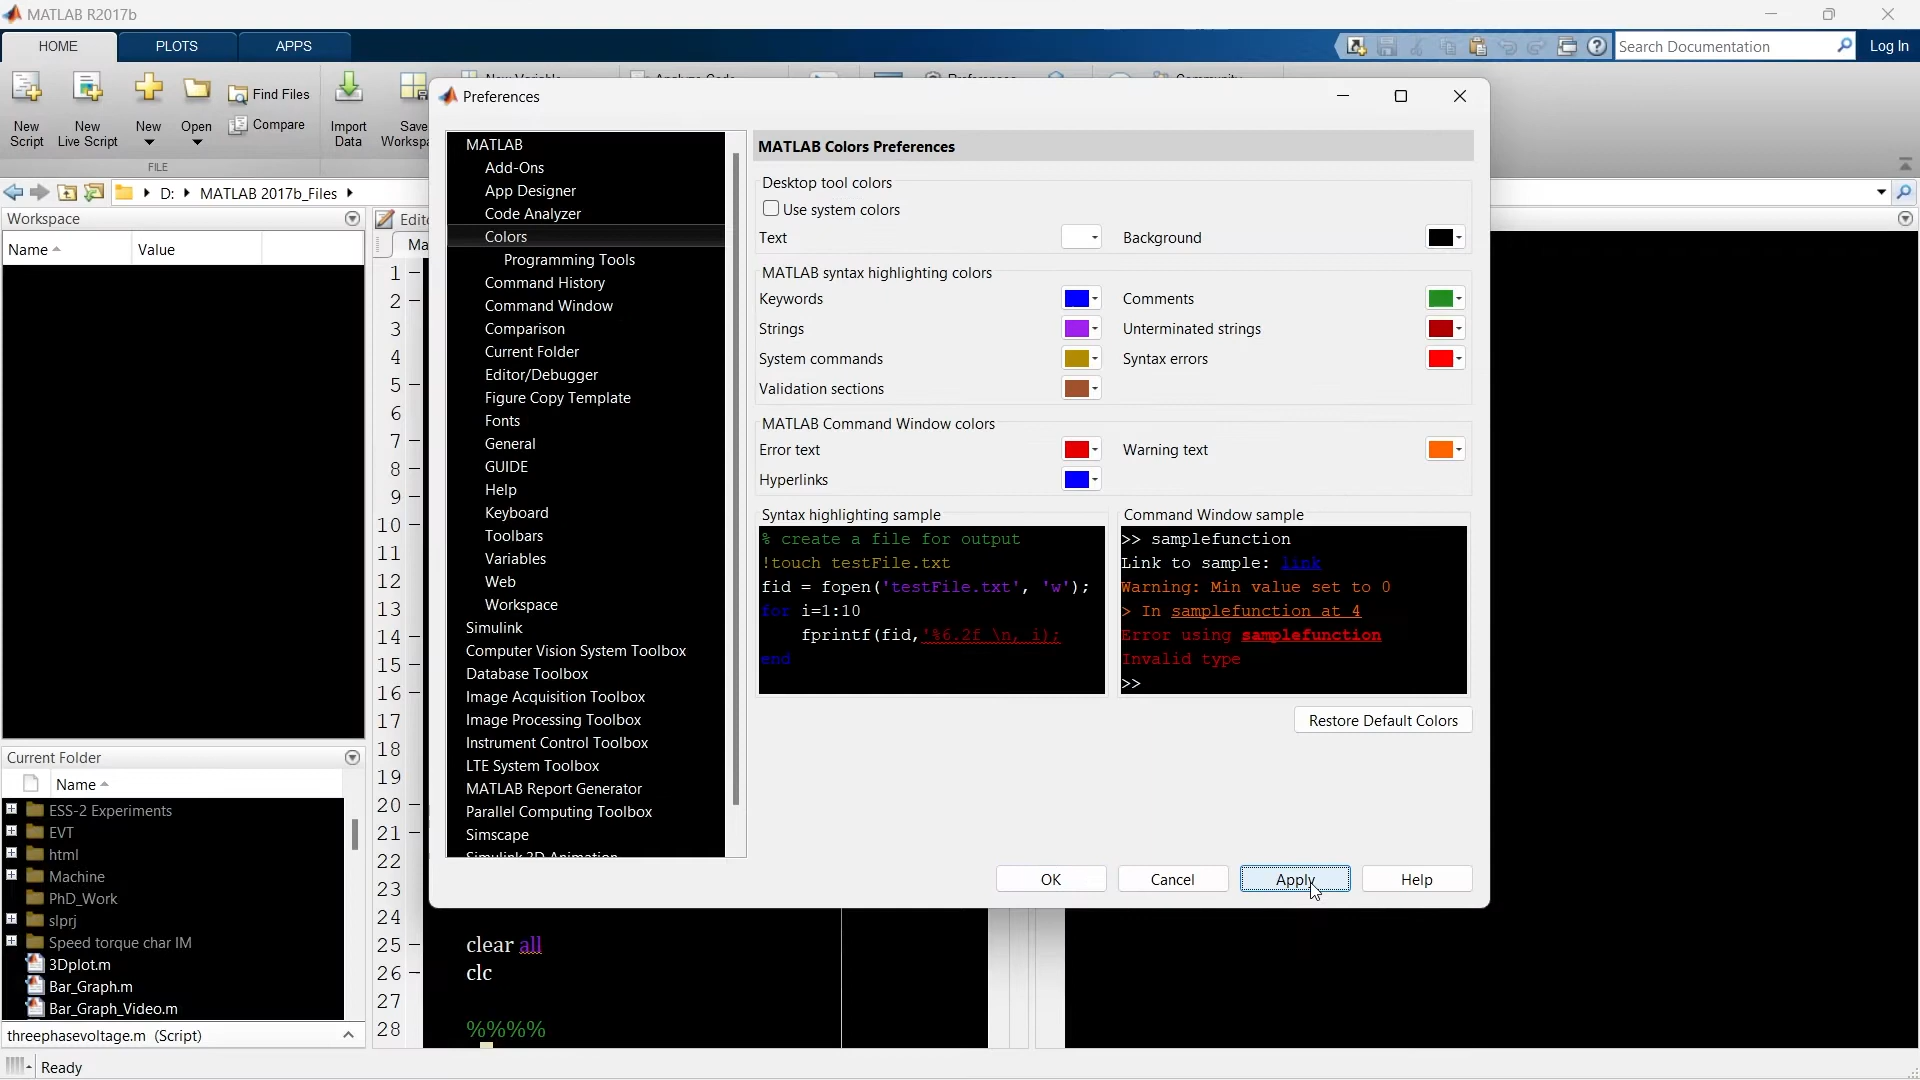 MATLAB R2017b
HOME PLOTS APPS
Search Documentation Log In
New Script
New Live Script
New
Open
Find Files
Compare
Import Data
Save
FILE
D: MATLAB 2017b_Files
Workspace
Name Value
Current Folder
Name
ESS-2 Experiments
EVT
html
Machine
PhD_Work
slprj
Speed torque char IM
3Dplot.m
Bar_Graph.m
Bar_Graph_Video.m
threephasevoltage.m (Script)
Ready
1
2
3
4
5
6
7
8
9
10
11
12
13
14
15
16
17
18
19
20
21
22
23
24
25 clear all
26 clc
27
28 %%%%
Preferences
MATLAB
Add-Ons
App Designer
Code Analyzer
Colors
Programming Tools
Command History
Command Window
Comparison
Current Folder
Editor/Debugger
Figure Copy Template
Fonts
General
GUIDE
Help
Keyboard
Toolbars
Variables
Web
Workspace
Simulink
Computer Vision System Toolbox
Database Toolbox
Image Acquisition Toolbox
Image Processing Toolbox
Instrument Control Toolbox
LTE System Toolbox
MATLAB Report Generator
Parallel Computing Toolbox
Simscape
Simulink 3D Animation
MATLAB Colors Preferences
Desktop tool colors
Use system colors
Text Background
MATLAB syntax highlighting colors
Keywords Comments
Strings Unterminated strings
System commands Syntax errors
Validation sections
MATLAB Command Window colors
Error text Warning text
Hyperlinks
Syntax highlighting sample
% create a file for output
!touch testFile.txt
fid = fopen('testFile.txt', 'w');
for i=1:10
fprintf(fid,'%6.2f \n, i);
end
Command Window sample
>> samplefunction
Link to sample: link
Warning: Min value set to 0
> In samplefunction at 4
Error using samplefunction
Invalid type
>>
Restore Default Colors
OK Cancel Apply Help